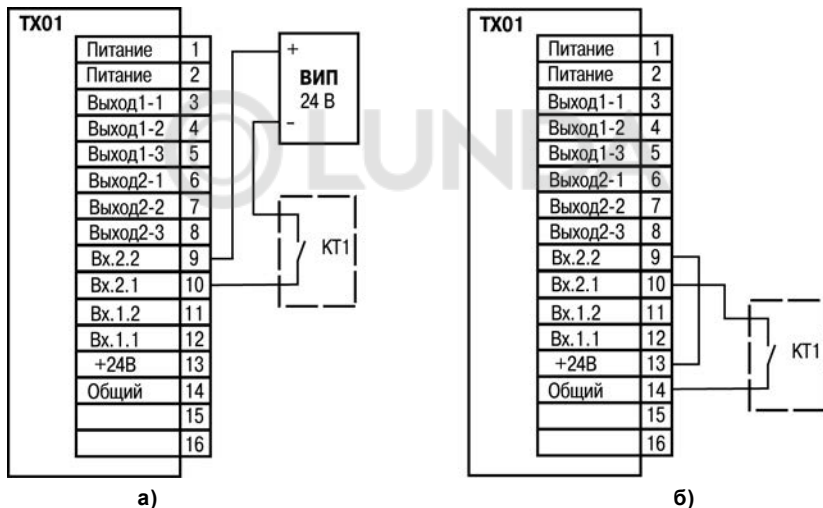 ТХ01
Питание 1
Питание 2
Выход1-1 3
Выход1-2 4
Выход1-3 5
Выход2-1 6
Выход2-2 7
Выход2-3 8
Вх.2.2 9
Вх.2.1 10
Вх.1.2 11
Вх.1.1 12
+24В 13
Общий 14
15
16
+
ВИП
24 В
–
КТ1
а)
ТХ01
Питание 1
Питание 2
Выход1-1 3
Выход1-2 4
Выход1-3 5
Выход2-1 6
Выход2-2 7
Выход2-3 8
Вх.2.2 9
Вх.2.1 10
Вх.1.2 11
Вх.1.1 12
+24В 13
Общий 14
15
16
КТ1
б)
LUNDA